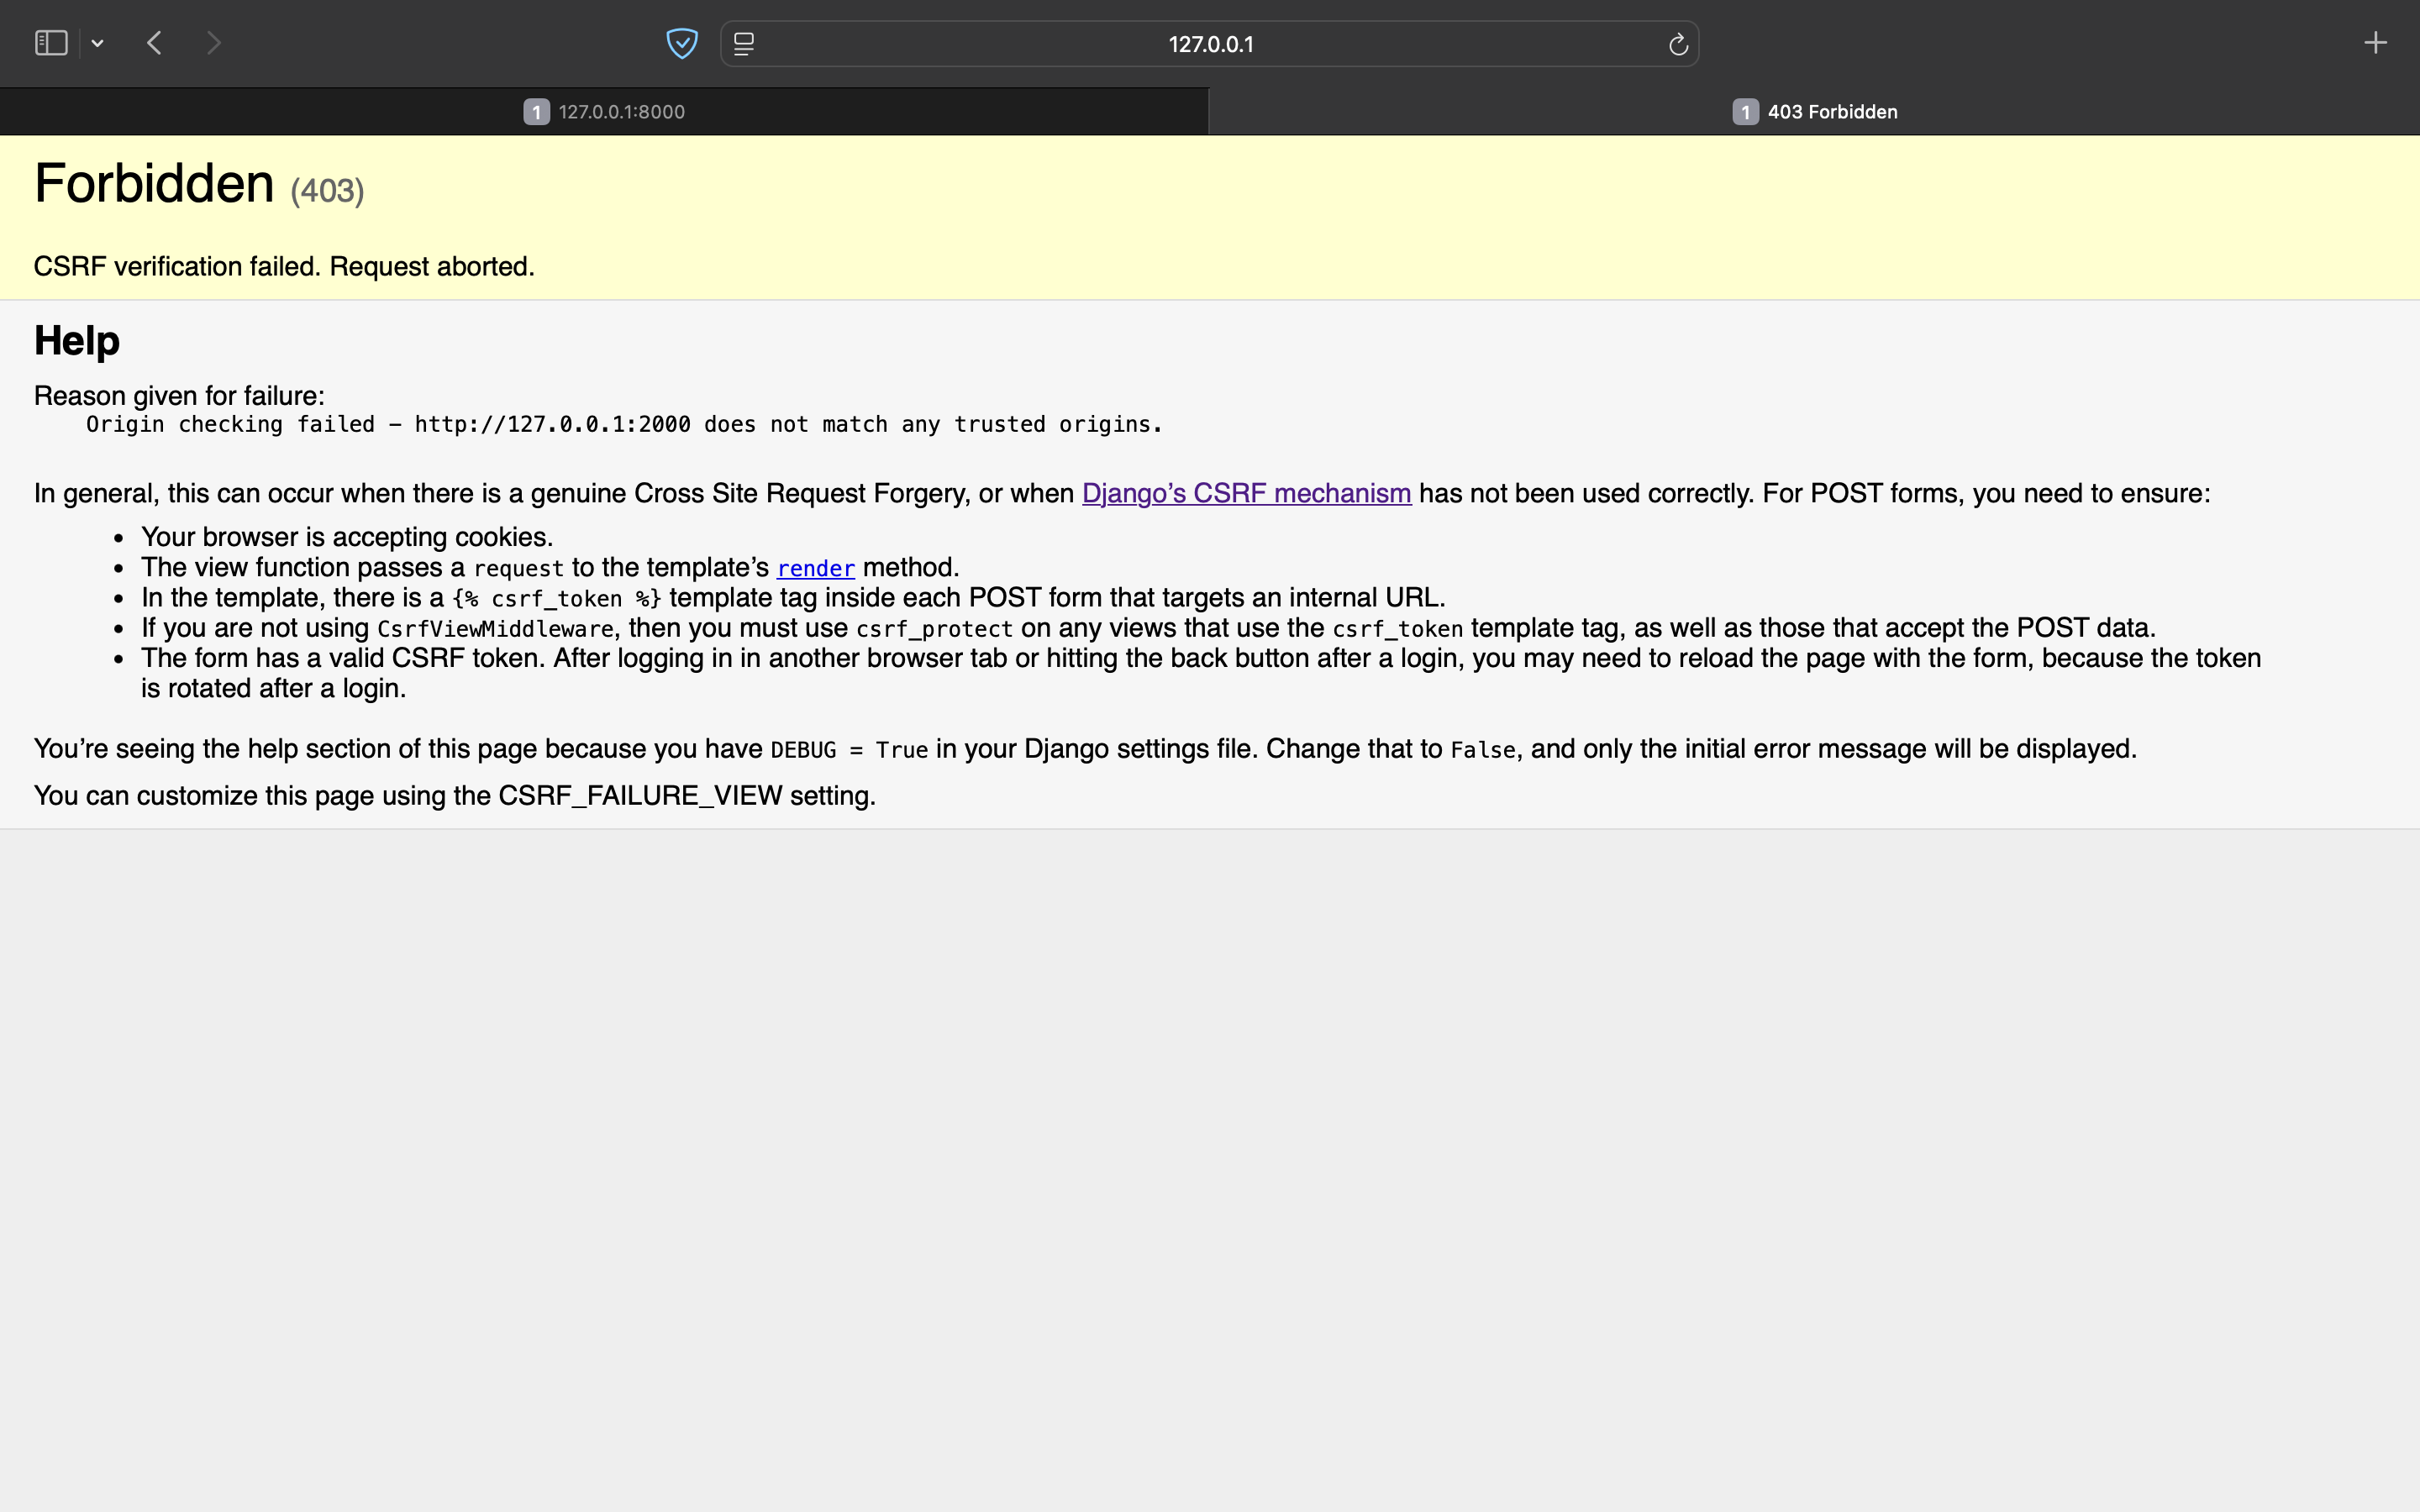 127.0.0.1
1 127.0.0.1:8000
1 403 Forbidden
Forbidden (403)
CSRF verification failed. Request aborted.
Help
Reason given for failure:
Origin checking failed – http://127.0.0.1:2000 does not match any trusted origins.
In general, this can occur when there is a genuine Cross Site Request Forgery, or when Django’s CSRF mechanism has not been used correctly. For POST forms, you need to ensure:
• Your browser is accepting cookies.
• The view function passes a request to the template’s render method.
• In the template, there is a {% csrf_token %} template tag inside each POST form that targets an internal URL.
• If you are not using CsrfViewMiddleware, then you must use csrf_protect on any views that use the csrf_token template tag, as well as those that accept the POST data.
• The form has a valid CSRF token. After logging in in another browser tab or hitting the back button after a login, you may need to reload the page with the form, because the token
is rotated after a login.
You’re seeing the help section of this page because you have DEBUG = True in your Django settings file. Change that to False, and only the initial error message will be displayed.
You can customize this page using the CSRF_FAILURE_VIEW setting.